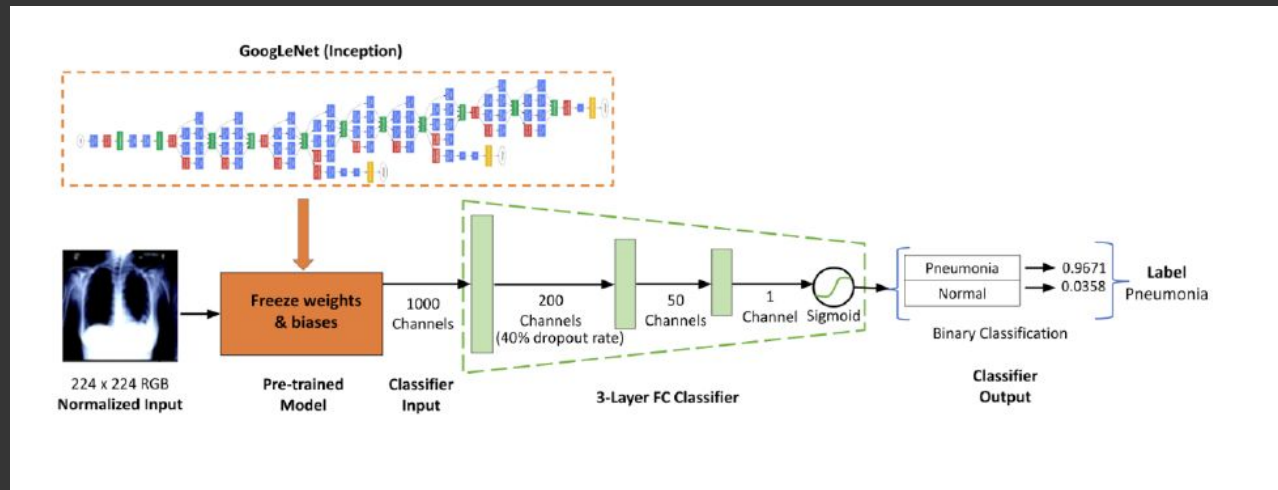 GoogLeNet (Inception)
Freeze weights
& biases
1000
Channels
200
Channels
(40% dropout rate)
50
Channels
1
Channel
Sigmoid
Pneumonia
Normal
0.9671
0.0358
Label
Pneumonia
Binary Classification
224 x 224 RGB
Normalized Input
Pre-trained
Model
Classifier
Input
3-Layer FC Classifier
Classifier
Output